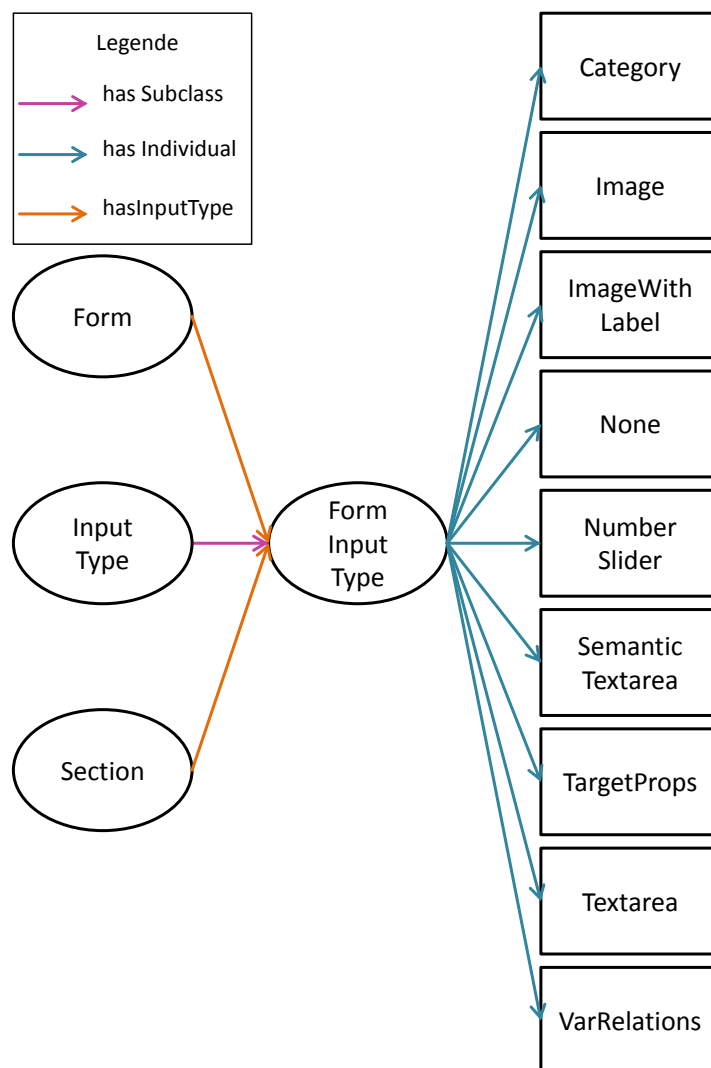 Legende
has Subclass
has Individual
hasInputType
Form
Input
Type
Section
Form
Input
Type
Category
Image
ImageWith
Label
None
Number
Slider
Semantic
Textarea
TargetProps
Textarea
VarRelations